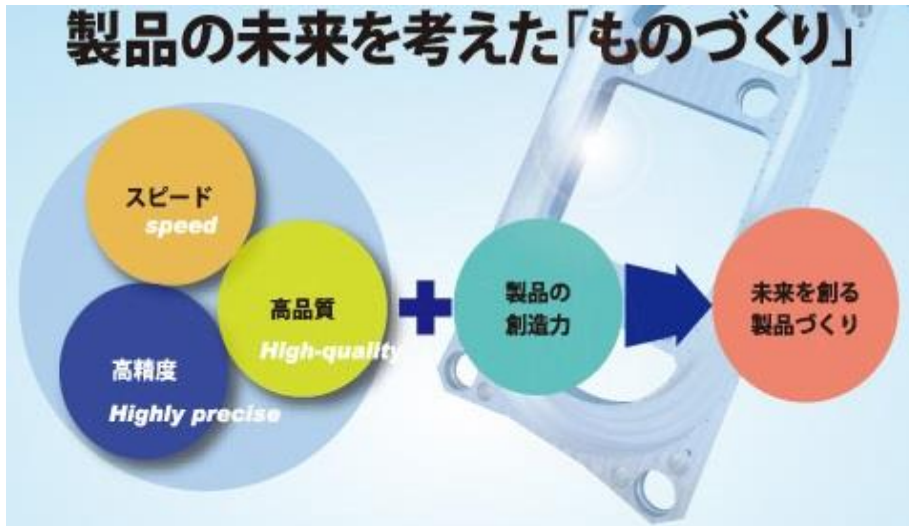 製品の未来を考えた「ものづくり」
スピード
speed
高品質
High-quality
高精度
Highly precise
製品の
創造力
未来を創る
製品づくり